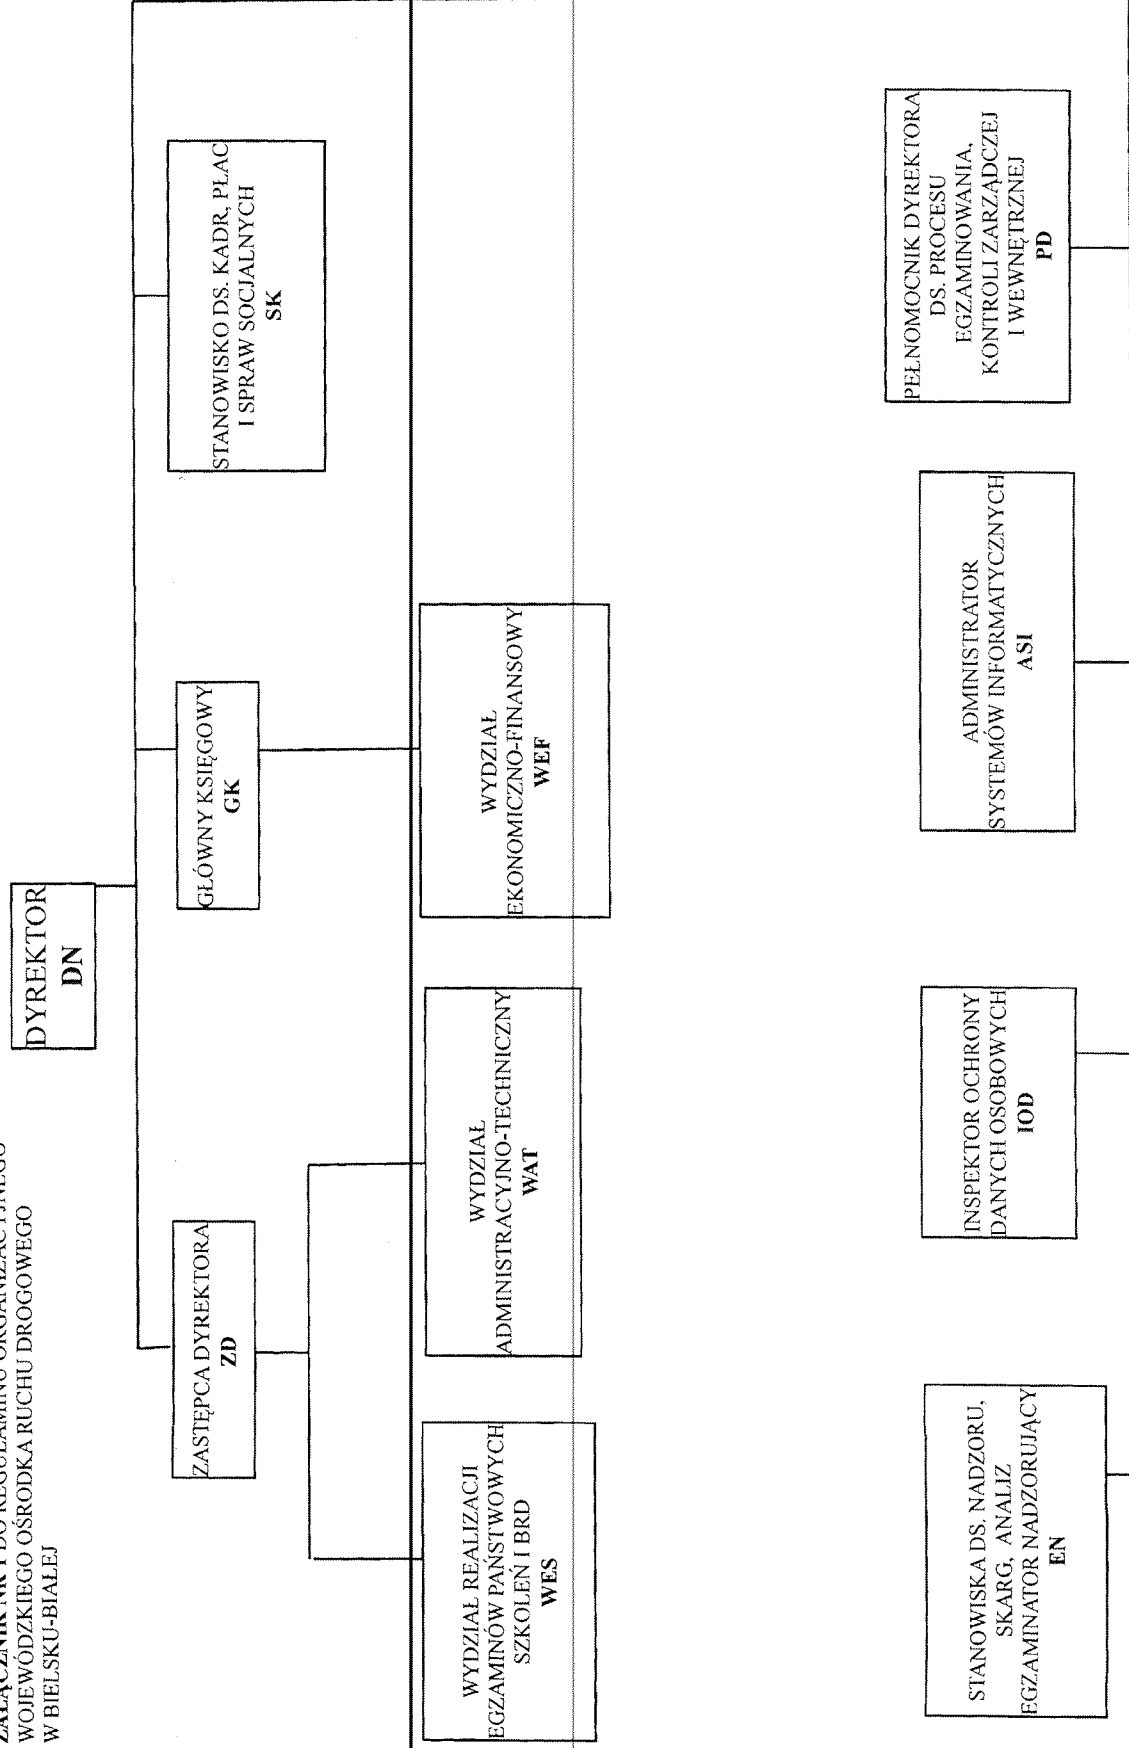 ZAŁĄCZNIK NR 1 DO REGULAMINU ORGANIZACYJNEGO
WOJEWÓDZKIEGO OŚRODKA RUCHU DROGOWEGO
W BIELSKU-BIAŁEJ
DYREKTOR
DN
ZASTĘPCA DYREKTORA
ZD
GŁÓWNY KSIĘGOWY
GK
STANOWISKO DS. KADR, PŁAC
I SPRAW SOCJALNYCH
SK
WYDZIAŁ REALIZACJI
EGZAMINÓW PAŃSTWOWYCH
SZKOLEŃ I BRD
WES
WYDZIAŁ
ADMINISTRACYJNO-TECHNICZNY
WAT
WYDZIAŁ
EKONOMICZNO-FINANSOWY
WEF
STANOWISKA DS. NADZORU,
SKARG, ANALIZ
EGZAMINATOR NADZORUJĄCY
EN
INSPEKTOR OCHRONY
DANYCH OSOBOWYCH
IOD
ADMINISTRATOR
SYSTEMÓW INFORMATYCZNYCH
ASI
PEŁNOMOCNIK DYREKTORA
DS. PROCESU
EGZAMINOWANIA,
KONTROLI ZARZĄDCZEJ
I WEWNĘTRZNEJ
PD